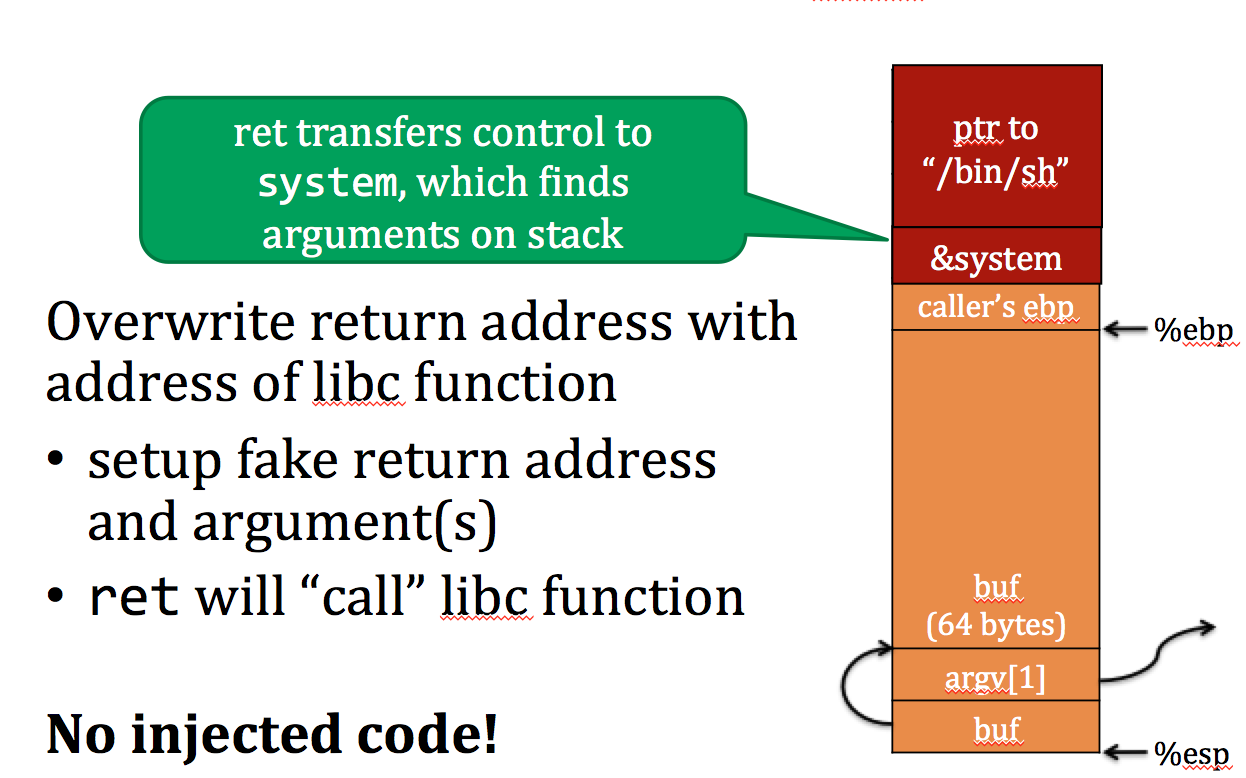 ret transfers control to
system, which finds
arguments on stack
Overwrite return address with
address of libc function
• setup fake return address
and argument(s)
• ret will “call” libc function
No injected code!
ptr to
“/bin/sh”
&system
caller’s ebp
%ebp
buf
(64 bytes)
argv[1]
buf
%esp